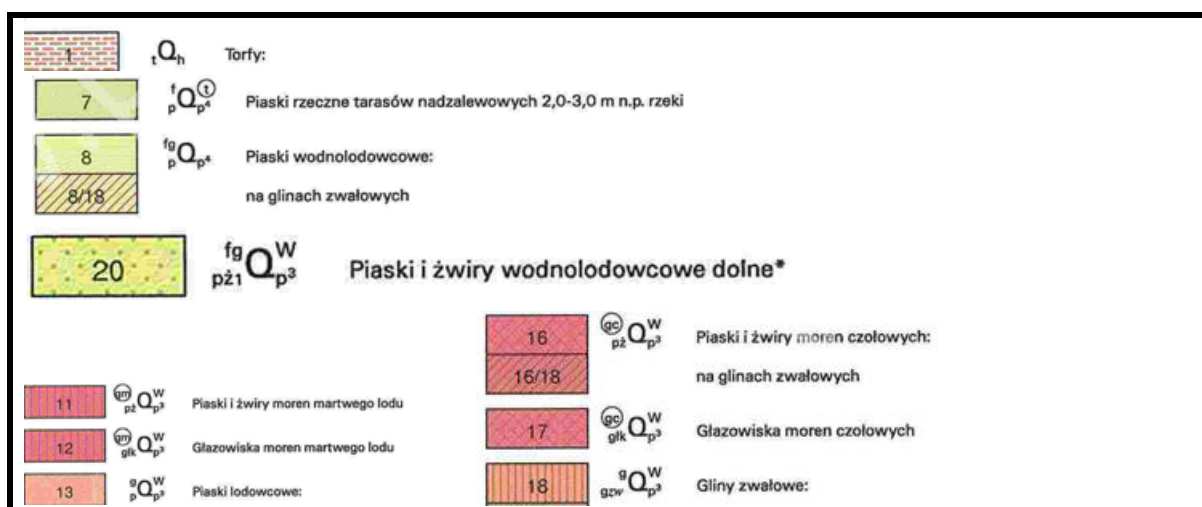 1 tQh Torfy:
7 fpQp⁴ⓣ Piaski rzeczne tarasów nadzalewowych 2,0-3,0 m n.p. rzeki
8 fgpQp⁴ Piaski wodnolodowcowe:
8/18 na glinach zwałowych
20 fgpż1QWp³ Piaski i żwiry wodnolodowcowe dolne*
16 gcpżQWp³ Piaski i żwiry moren czołowych:
16/18 na glinach zwałowych
11 gmpżQWp³ Piaski i żwiry moren martwego lodu
17 gcgłkQWp³ Głazowiska moren czołowych
12 gmgłkQWp³ Głazowiska moren martwego lodu
13 gpQWp³ Piaski lodowcowe:
18 ggzwQWp³ Gliny zwałowe: